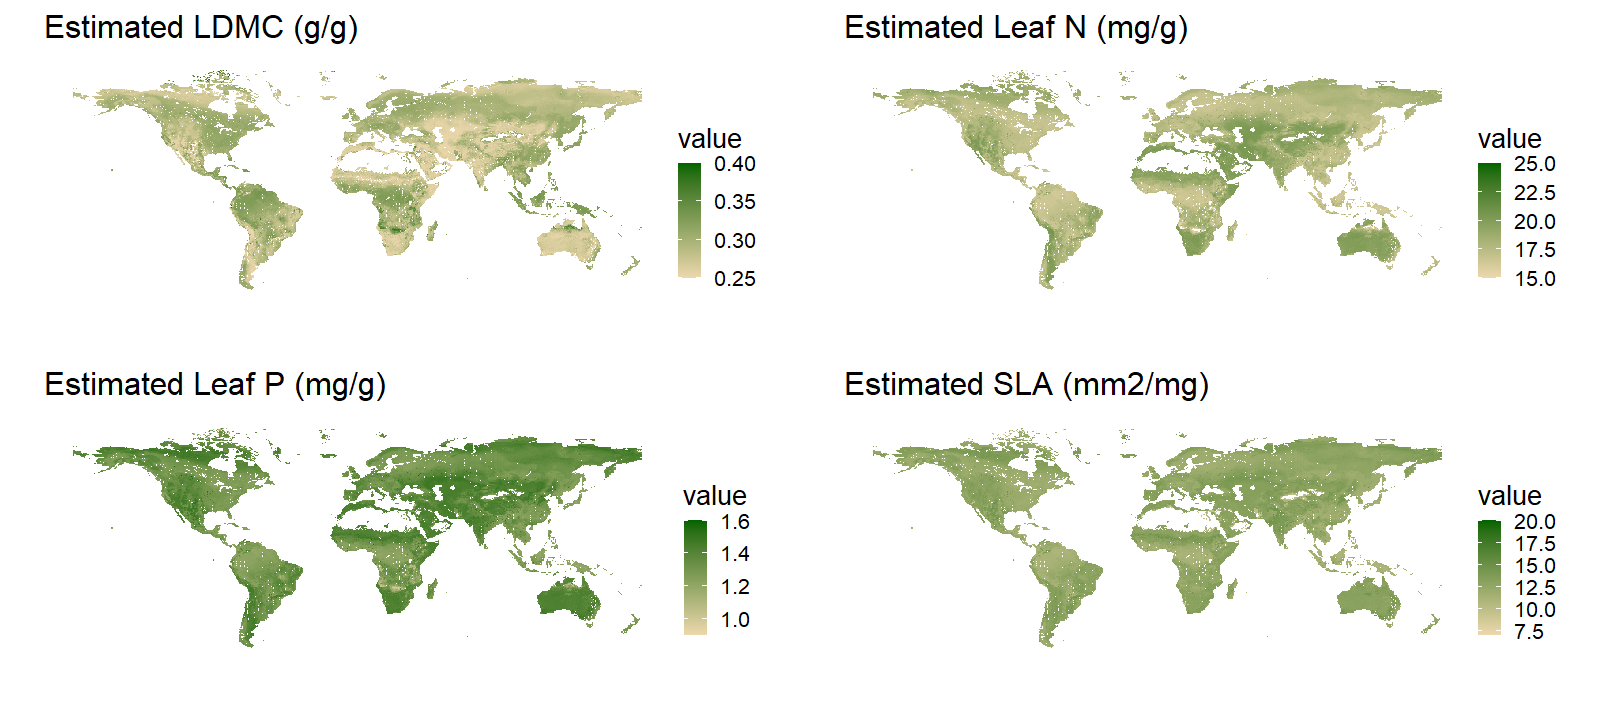 Estimated LDMC (g/g)
value
0.40
0.35
0.30
0.25
Estimated Leaf N (mg/g)
value
25.0
22.5
20.0
17.5
15.0
Estimated Leaf P (mg/g)
value
1.6
1.4
1.2
1.0
Estimated SLA (mm2/mg)
value
20.0
17.5
15.0
12.5
10.0
7.5